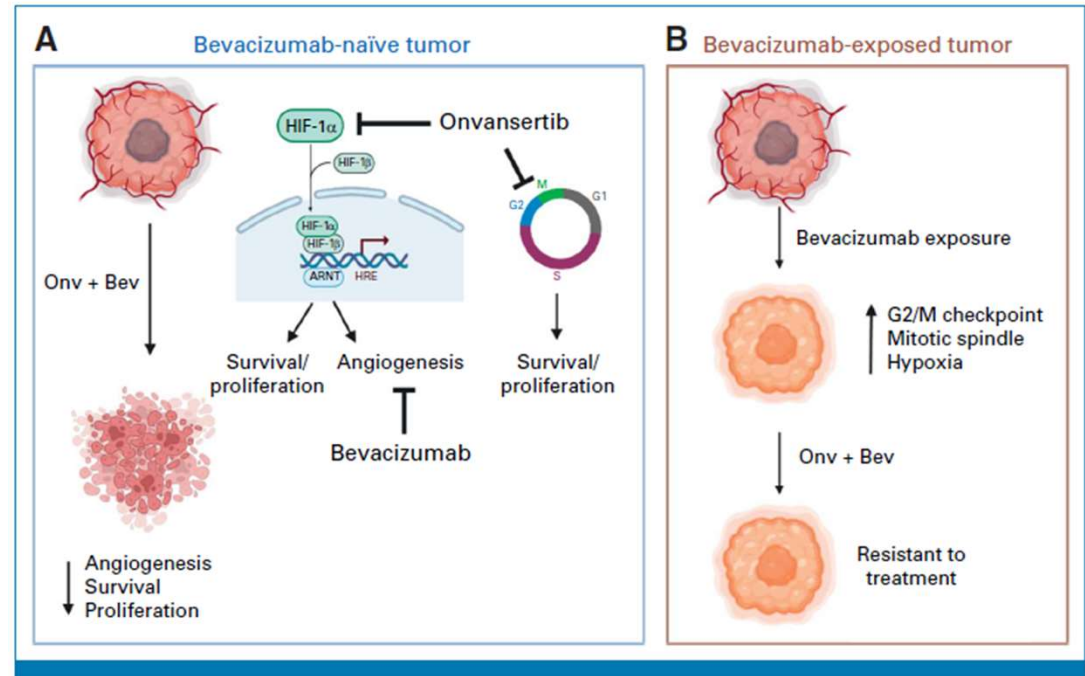 A
Bevacizumab-naïve tumor
HIF-1α
Onvansertib
HIF-1β
M
G1
G2
S
HIF-1α
HIF-1β
ARNT
HRE
Onv + Bev
Survival/
proliferation
Angiogenesis
Survival/
proliferation
Bevacizumab
Angiogenesis
Survival
Proliferation
B
Bevacizumab-exposed tumor
Bevacizumab exposure
G2/M checkpoint
Mitotic spindle
Hypoxia
Onv + Bev
Resistant to
treatment